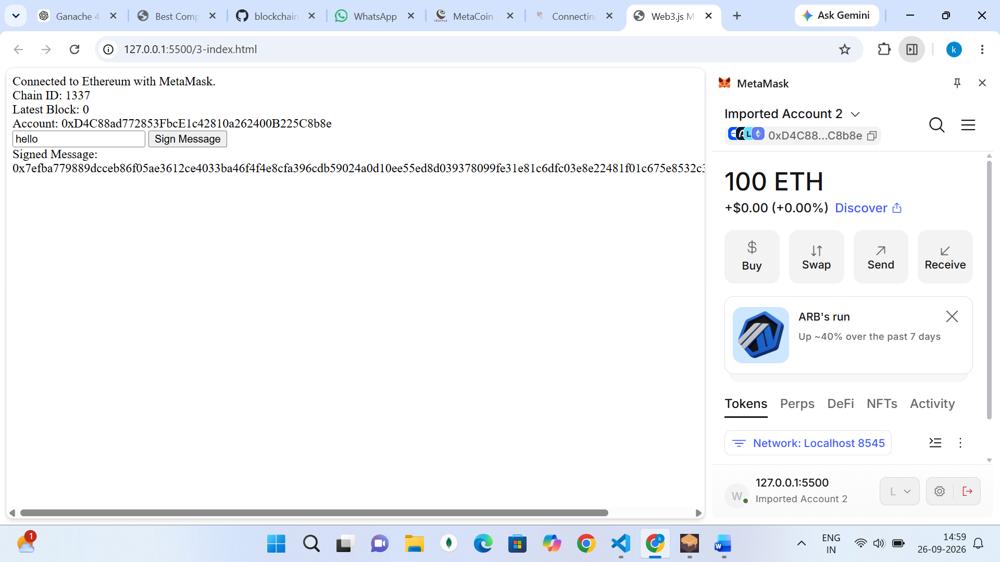 Ganache 4
Best Comp
blockchain
WhatsApp
MetaCoin
Connecting
Web3.js M
Ask Gemini
127.0.0.1:5500/3-index.html
k
Connected to Ethereum with MetaMask.
Chain ID: 1337
Latest Block: 0
Account: 0xD4C88ad772853FbcE1c42810a262400B225C8b8e
hello
Sign Message
Signed Message:
0x7efba779889dcceb86f05ae3612ce4033ba46f4f4e8cfa396cdb59024a0d10ee55ed8d039378099fe31e81c6dfc03e8e22481f01c675e8532c3
MetaMask
Imported Account 2
0xD4C88...C8b8e
100 ETH
+$0.00 (+0.00%) Discover
Buy
Swap
Send
Receive
ARB's run
Up ~40% over the past 7 days
Tokens Perps DeFi NFTs Activity
Network: Localhost 8545
W
127.0.0.1:5500
Imported Account 2
L
1
ENG
IN
14:59
26-09-2026